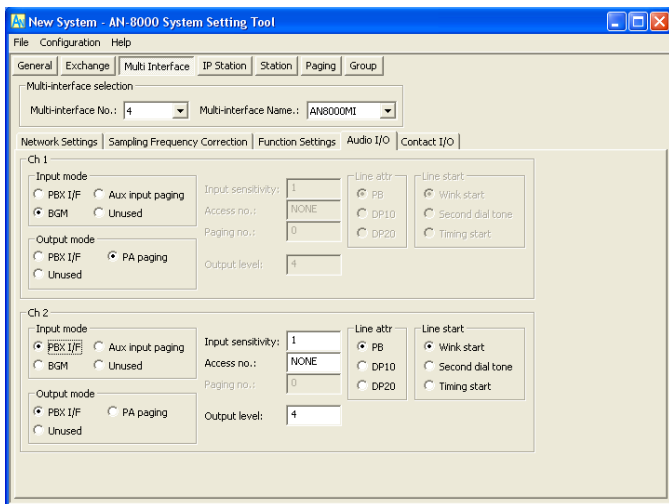 New System - AN-8000 System Setting Tool
File Configuration Help
General Exchange Multi Interface IP Station Station Paging Group
Multi-interface selection
Multi-interface No.: 4 Multi-interface Name.: AN8000MI
Network Settings Sampling Frequency Correction Function Settings Audio I/O Contact I/O
Ch 1
Input mode
PBX I/F Aux input paging
BGM Unused
Output mode
PBX I/F PA paging
Unused
Input sensitivity: 1
Access no.: NONE
Paging no.: 0
Output level: 4
Line attr
PB
DP10
DP20
Line start
Wink start
Second dial tone
Timing start
Ch 2
Input mode
PBX I/F Aux input paging
BGM Unused
Output mode
PBX I/F PA paging
Unused
Input sensitivity: 1
Access no.: NONE
Paging no.: 0
Output level: 4
Line attr
PB
DP10
DP20
Line start
Wink start
Second dial tone
Timing start